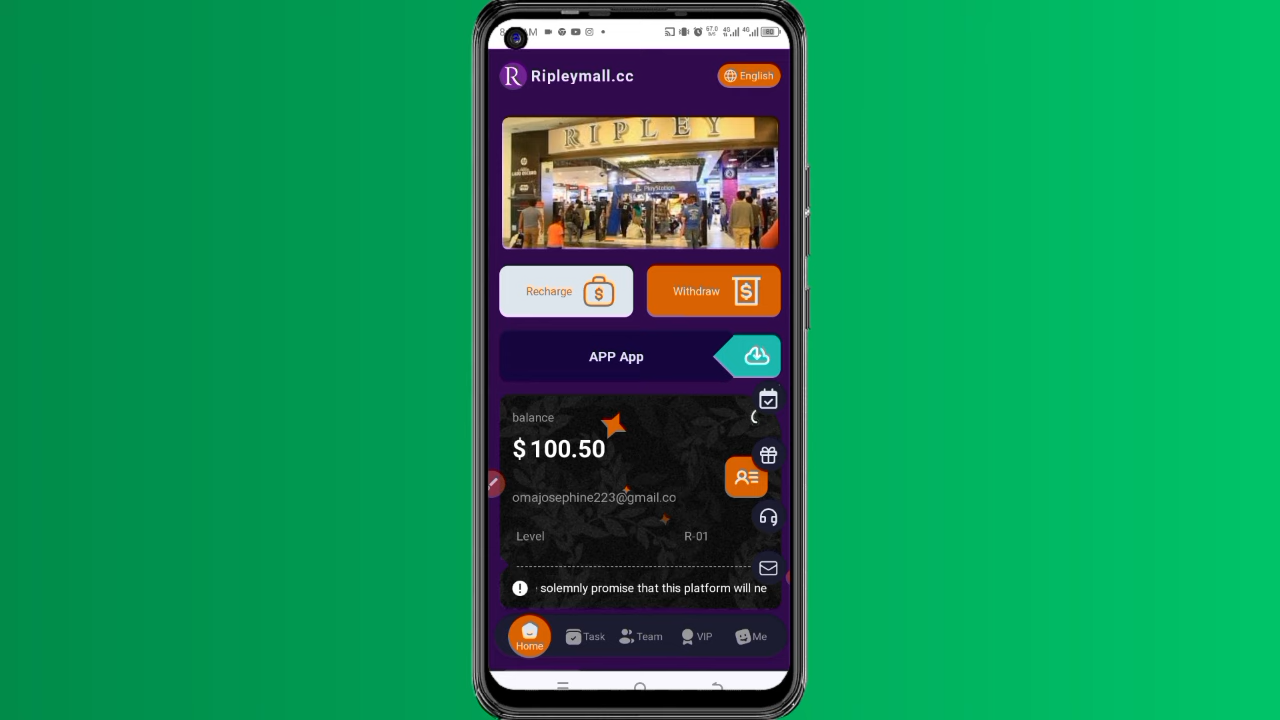 R Ripleymall.cc
English
RIPLEY
PlayStation
Recharge
Withdraw
APP App
balance
$ 100.50
omajosephine223@gmail.co
Level R-01
solemnly promise that this platform will ne
Home Task Team VIP Me